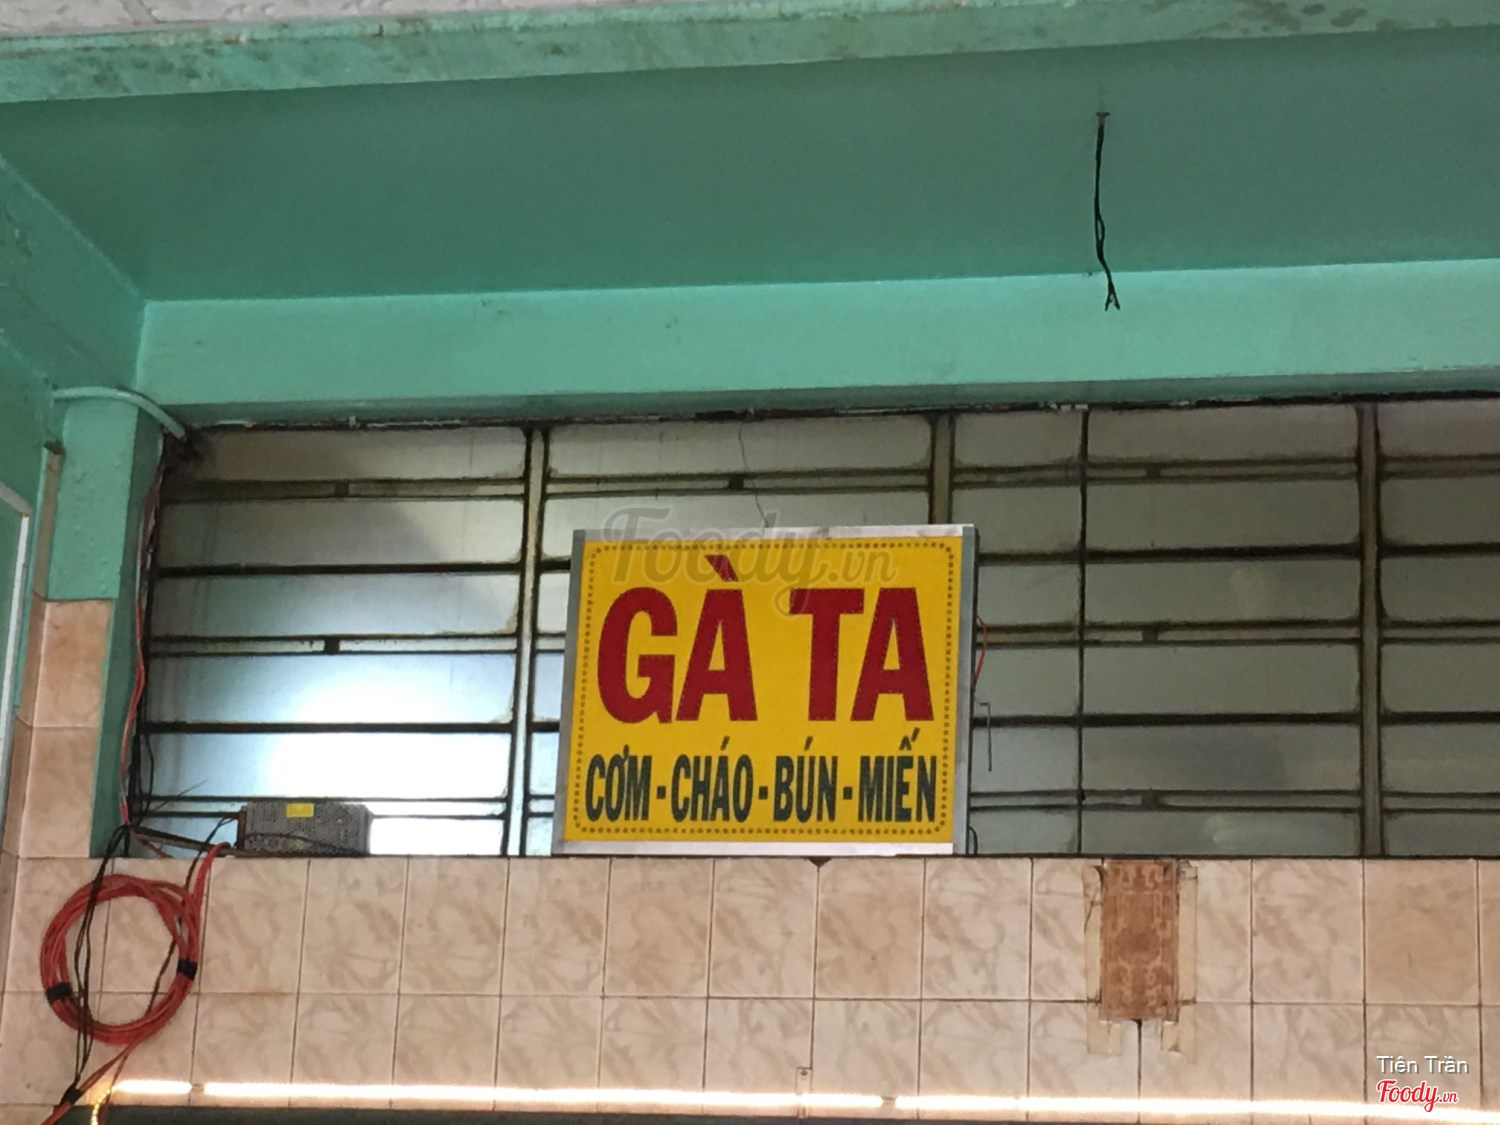 Foody.vn
GÀ TA
CƠM - CHÁO - BÚN - MIẾN
Tiên Trần
Foody.vn